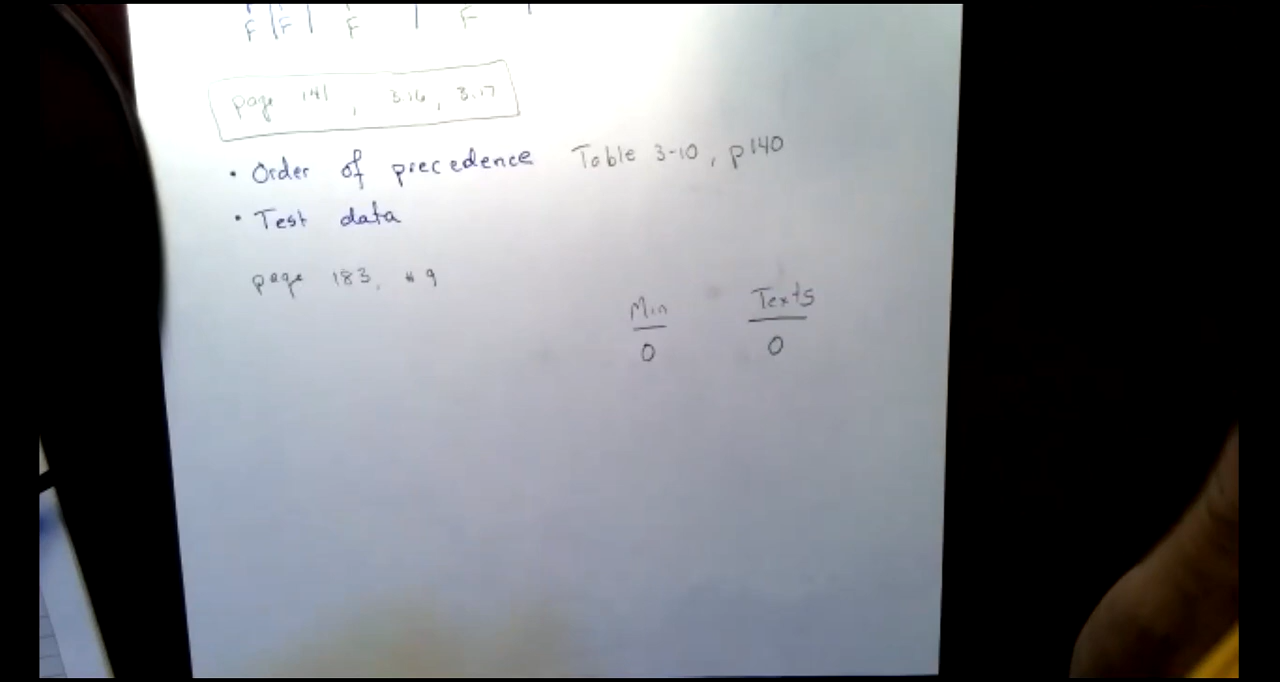 F | F | F | F
page 141, 3.16, 3.17
• Order of precedence Table 3-10, p140
• Test data
page 183, #9
Min Texts
0 0